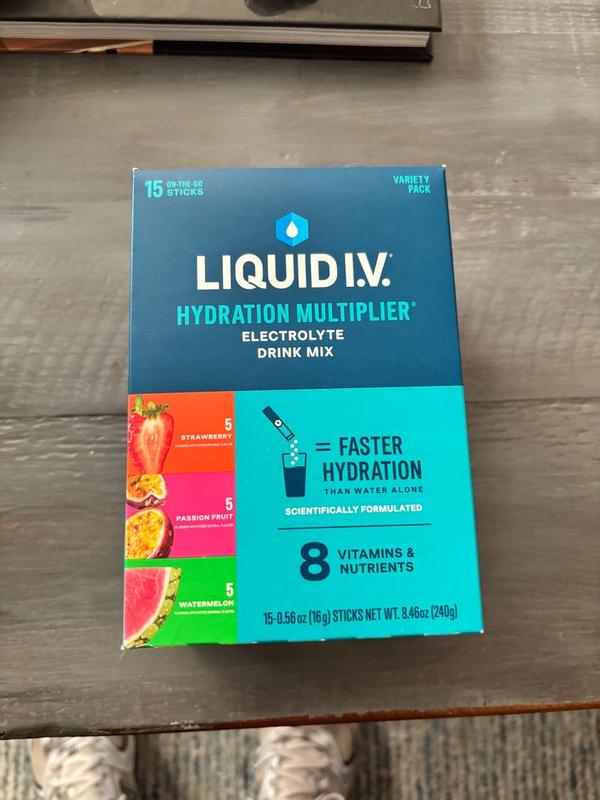 15 ON-THE-GO
STICKS
VARIETY
PACK
LIQUID I.V.®
HYDRATION MULTIPLIER®
ELECTROLYTE
DRINK MIX
5
STRAWBERRY
5
PASSION FRUIT
5
WATERMELON
= FASTER
HYDRATION
THAN WATER ALONE
SCIENTIFICALLY FORMULATED
8 VITAMINS &
NUTRIENTS
15-0.56 oz (16g) STICKS NET WT. 8.46oz (240g)